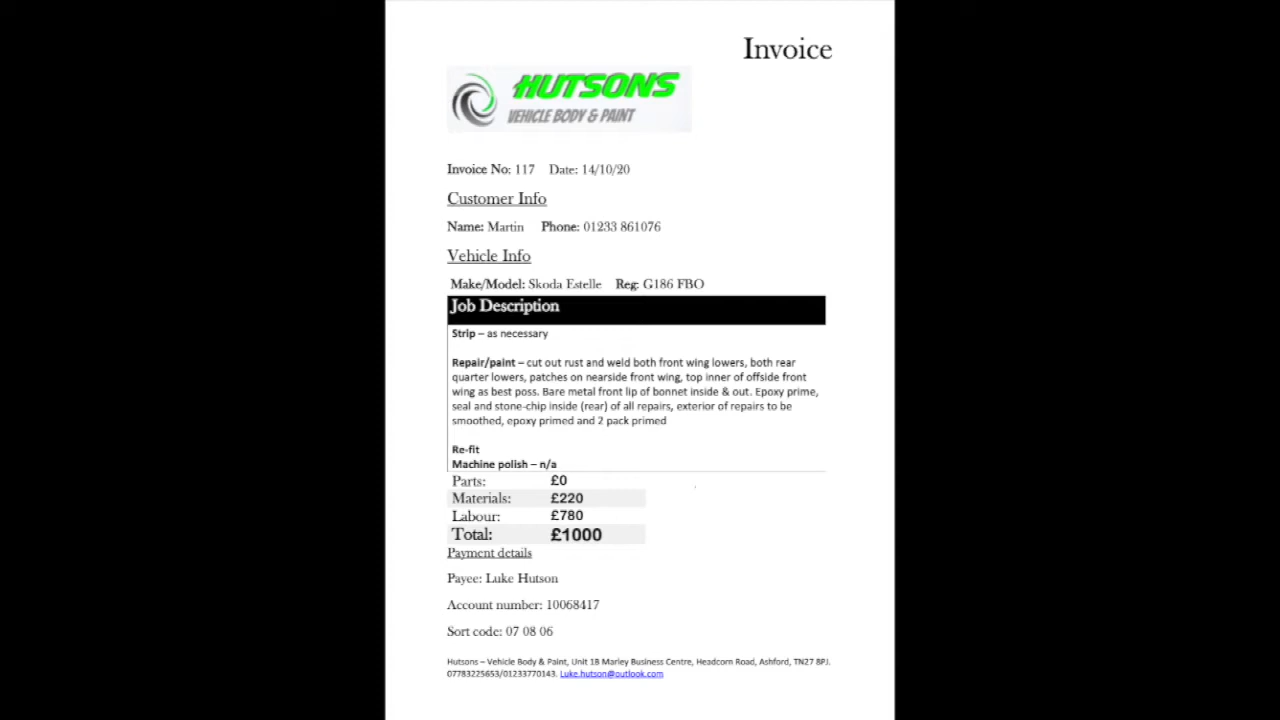 Invoice
HUTSONS
VEHICLE BODY & PAINT
Invoice No: 117 Date: 14/10/20
Customer Info
Name: Martin Phone: 01233 861076
Vehicle Info
Make/Model: Skoda Estelle Reg: G186 FBO
Job Description
Strip – as necessary
Repair/paint – cut out rust and weld both front wing lowers, both rear
quarter lowers, patches on nearside front wing, top inner of offside front
wing as best poss. Bare metal front lip of bonnet inside & out. Epoxy prime,
seal and stone-chip inside (rear) of all repairs, exterior of repairs to be
smoothed, epoxy primed and 2 pack primed
Re-fit
Machine polish – n/a
Parts: £0
Materials: £220
Labour: £780
Total: £1000
Payment details
Payee: Luke Hutson
Account number: 10068417
Sort code: 07 08 06
Hutsons – Vehicle Body & Paint, Unit 1B Marley Business Centre, Headcorn Road, Ashford, TN27 8PJ.
07783225653/01233770143. Luke.hutson@outlook.com